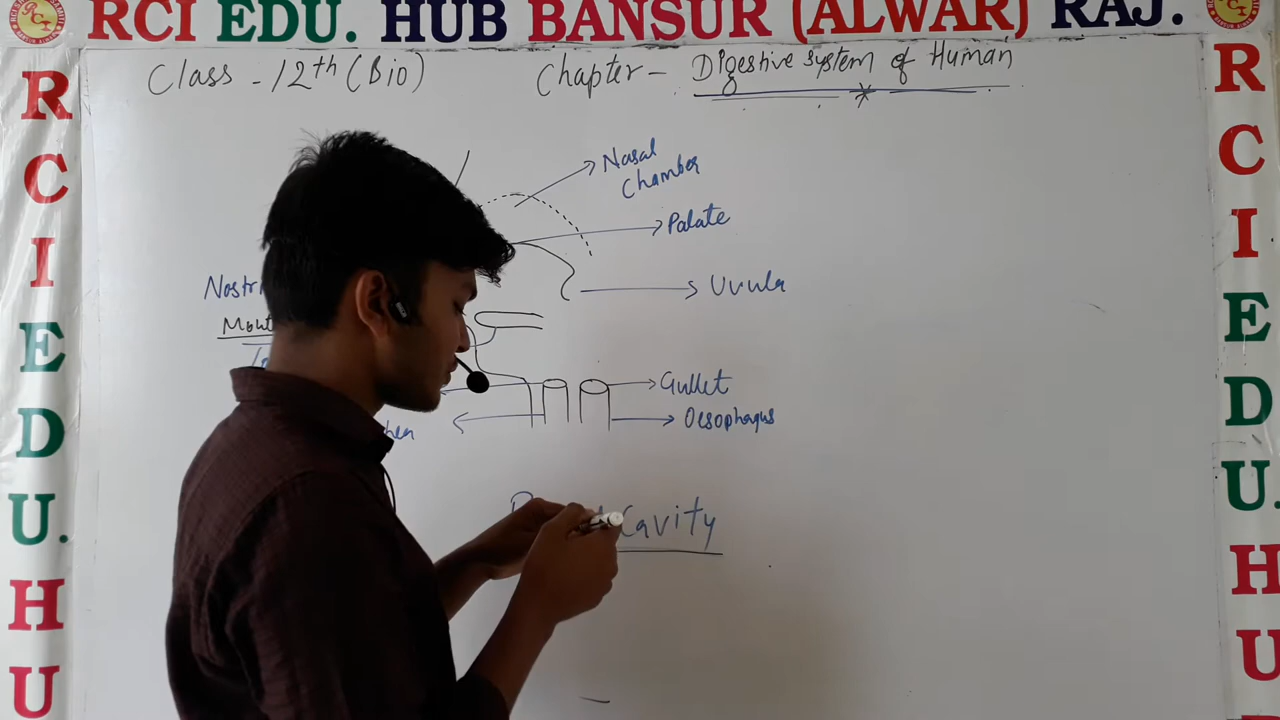 RCI EDU. HUB BANSUR (ALWAR) RAJ.
Class - 12th (Bio)
Chapter - Digestive system of Human
Nasal
Chamber
Palate
Uvula
Gullet
Oesophagus
Cavity
R
C
I
E
D
U.
H
U
R
C
I
E
D
U.
H
U